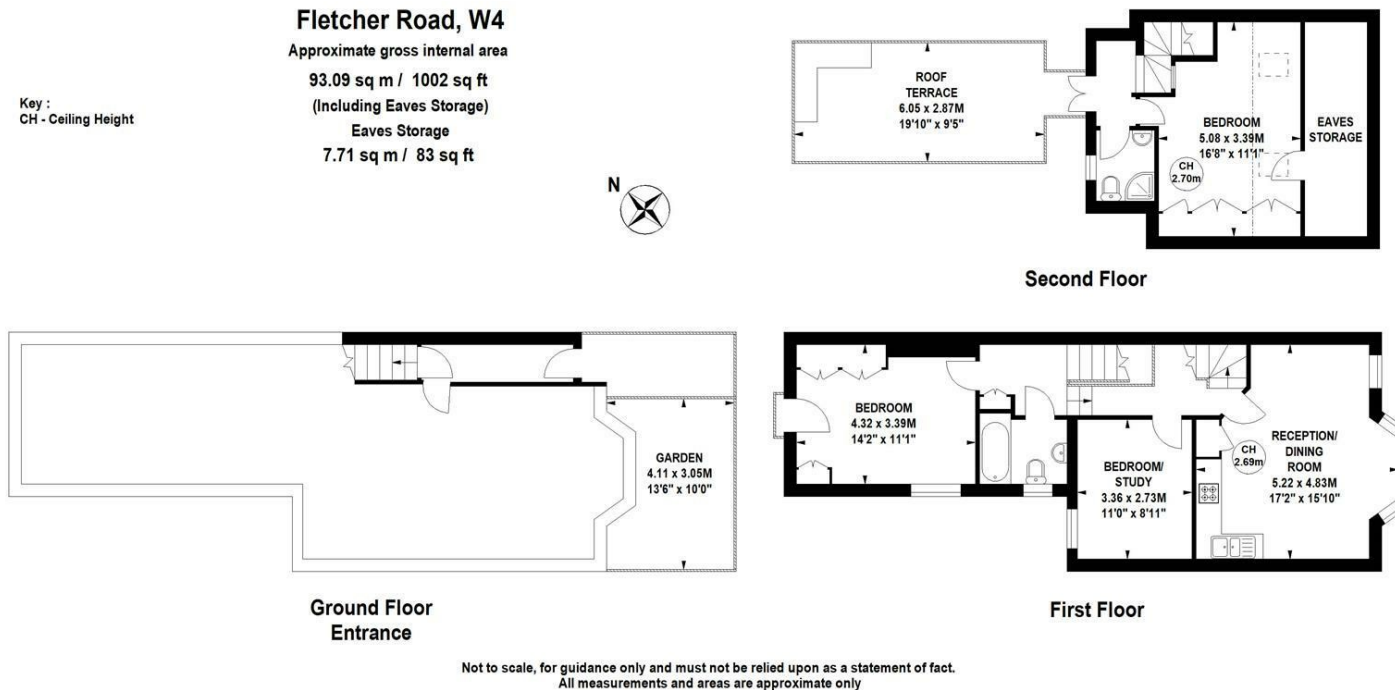 Fletcher Road, W4
Approximate gross internal area
93.09 sq m / 1002 sq ft
(Including Eaves Storage)
Eaves Storage
7.71 sq m / 83 sq ft
Key :
CH - Ceiling Height
N
ROOF
TERRACE
6.05 x 2.87M
19'10" x 9'5"
BEDROOM
5.08 x 3.39M
16'8" x 11'1"
CH
2.70m
EAVES
STORAGE
Second Floor
GARDEN
4.11 x 3.05M
13'6" x 10'0"
Ground Floor
Entrance
BEDROOM
4.32 x 3.39M
14'2" x 11'1"
BEDROOM/
STUDY
3.36 x 2.73M
11'0" x 8'11"
CH
2.69m
RECEPTION/
DINING
ROOM
5.22 x 4.83M
17'2" x 15'10"
First Floor
Not to scale, for guidance only and must not be relied upon as a statement of fact.
All measurements and areas are approximate only